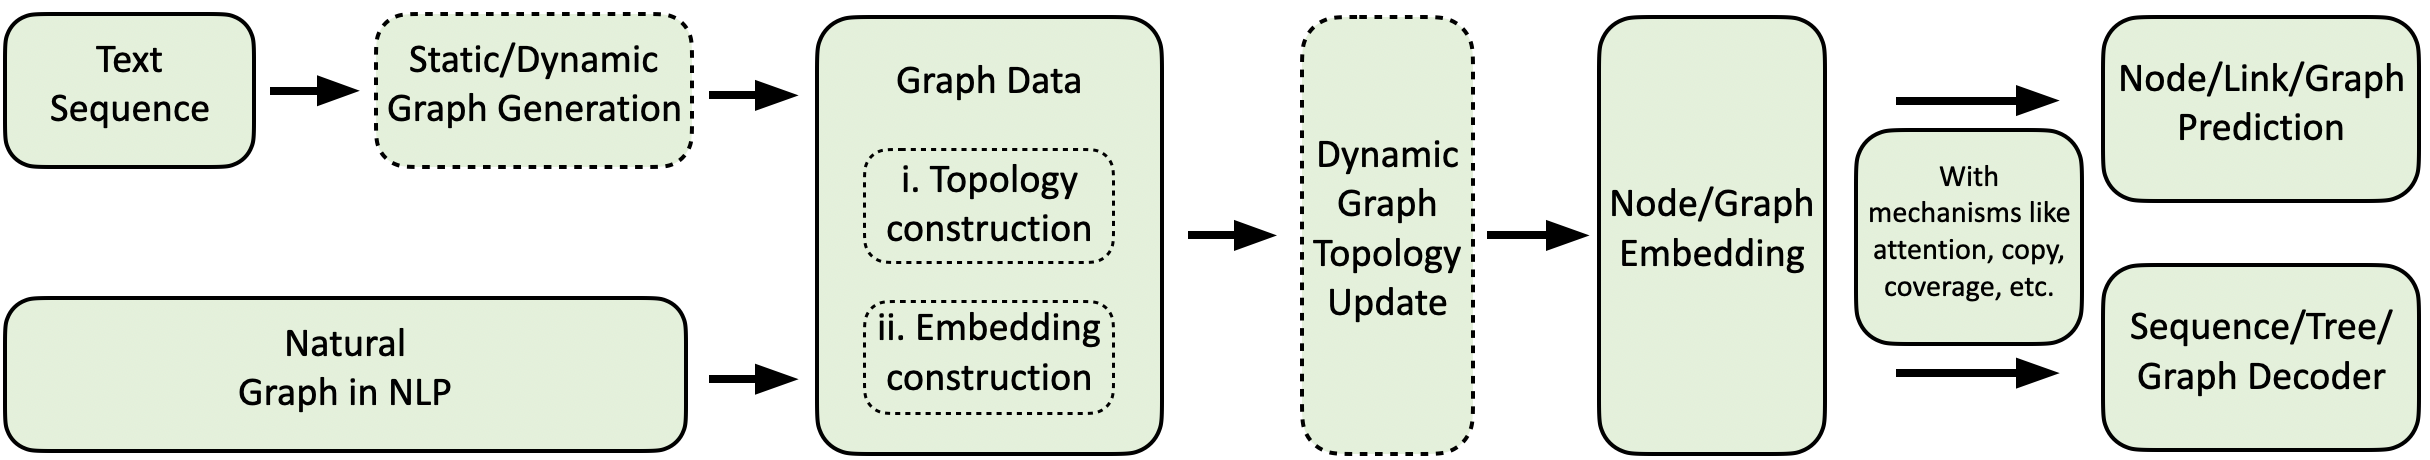 Text
Sequence
Static/Dynamic
Graph Generation
Natural
Graph in NLP
Graph Data
i. Topology
construction
ii. Embedding
construction
Dynamic
Graph
Topology
Update
Node/Graph
Embedding
With
mechanisms like
attention, copy,
coverage, etc.
Node/Link/Graph
Prediction
Sequence/Tree/
Graph Decoder